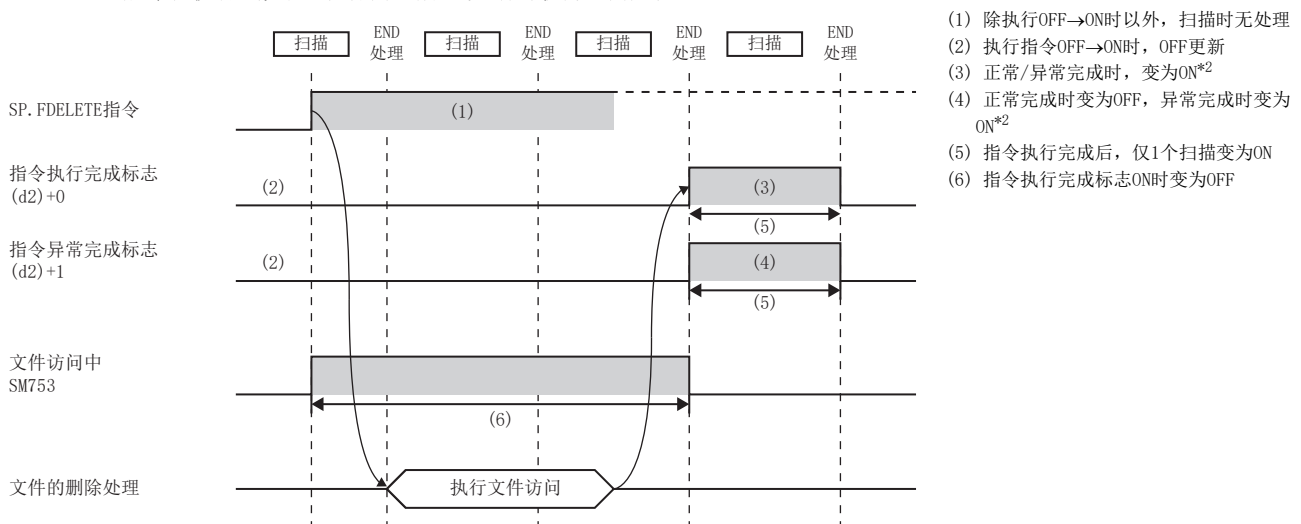 扫描 END 处理 扫描 END 处理 扫描 END 处理 扫描 END 处理
SP.FDELETE指令
(1)
指令执行完成标志
(d2)+0
(2)
(3)
(5)
指令异常完成标志
(d2)+1
(2)
(4)
(5)
文件访问中
SM753
(6)
文件的删除处理
执行文件访问
(1) 除执行OFF→ON时以外，扫描时无处理
(2) 执行指令OFF→ON时，OFF更新
(3) 正常/异常完成时，变为ON*2
(4) 正常完成时变为OFF，异常完成时变为
ON*2
(5) 指令执行完成后，仅1个扫描变为ON
(6) 指令执行完成标志ON时变为OFF